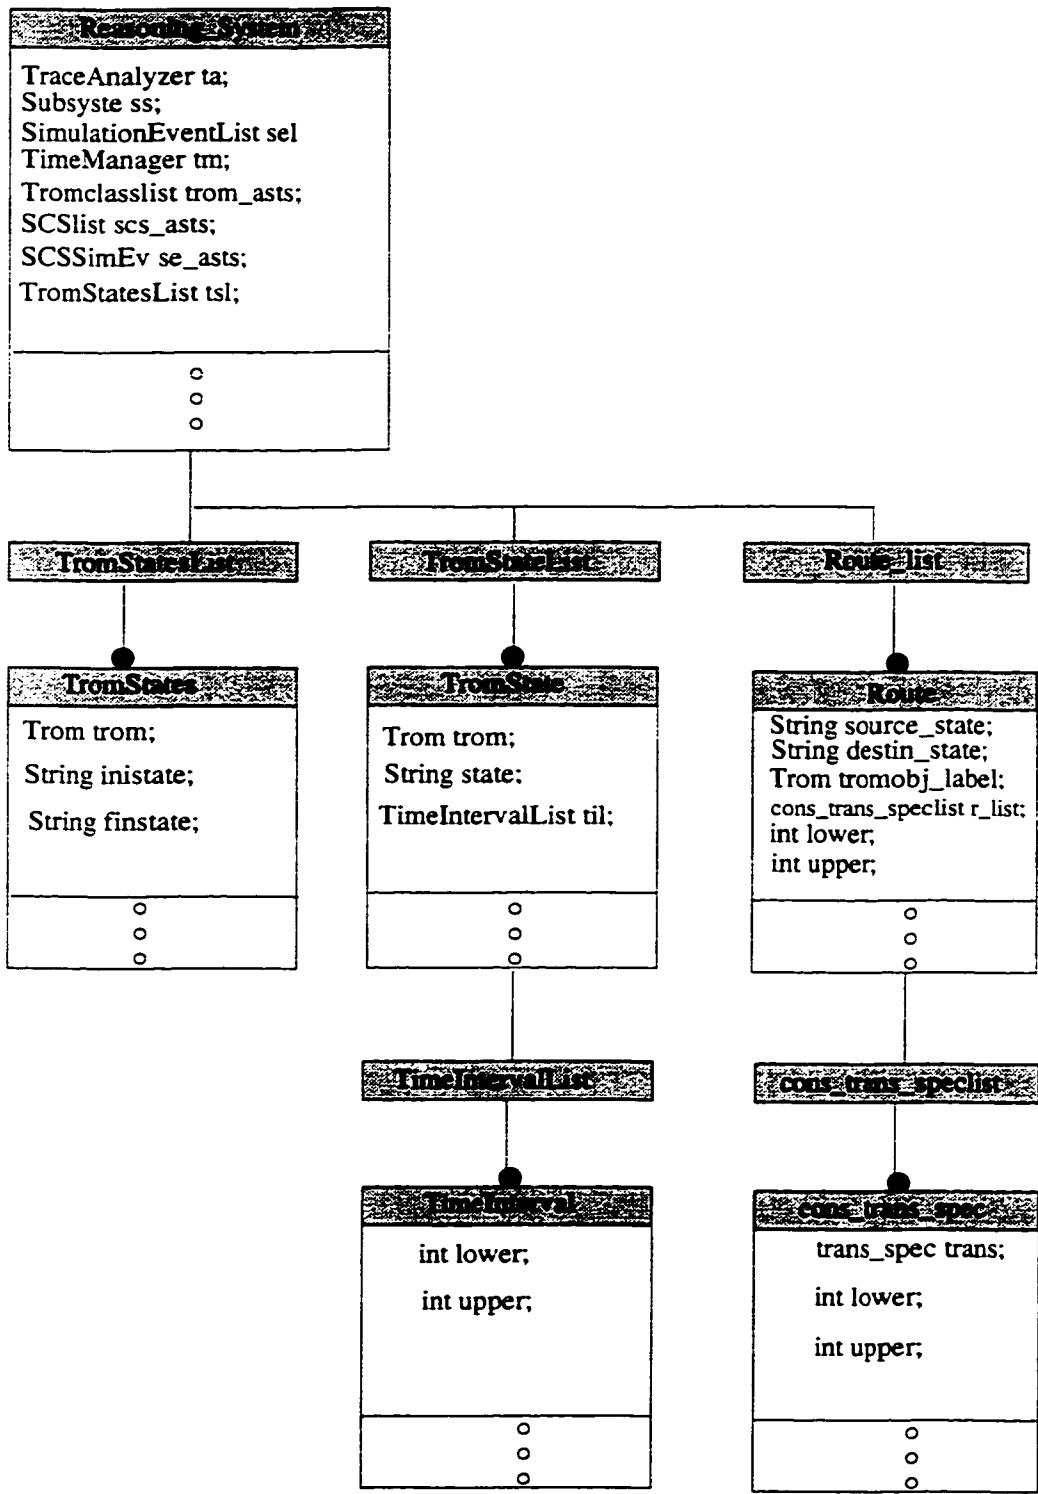 Reasoning_System
TraceAnalyzer ta;
Subsyste ss;
SimulationEventList sel
TimeManager tm;
Tromclasslist trom_asts;
SCSlist scs_asts;
SCSSimEv se_asts;
TromStatesList tsl;
TromStatesList
TromStateList
Route_list
TromStates
Trom trom;
String inistate;
String finstate;
TromState
Trom trom;
String state;
TimeIntervalList til;
Route
String source_state;
String destin_state;
Trom tromobj_label;
cons_trans_speclist r_list;
int lower;
int upper;
TimeIntervalList
cons_trans_speclist
TimeInterval
int lower;
int upper;
cons_trans_spec
trans_spec trans;
int lower;
int upper;